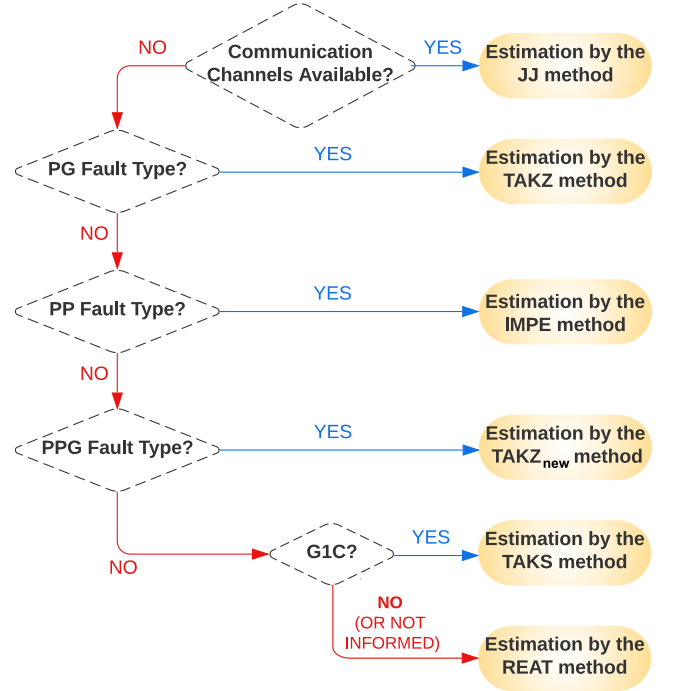 NO
Communication
Channels Available?
YES
Estimation by the
JJ method
PG Fault Type?
YES
Estimation by the
TAKZ method
NO
PP Fault Type?
YES
Estimation by the
IMPE method
NO
PPG Fault Type?
YES
Estimation by the
TAKZnew method
NO
G1C?
YES
Estimation by the
TAKS method
NO
(OR NOT
INFORMED)
Estimation by the
REAT method